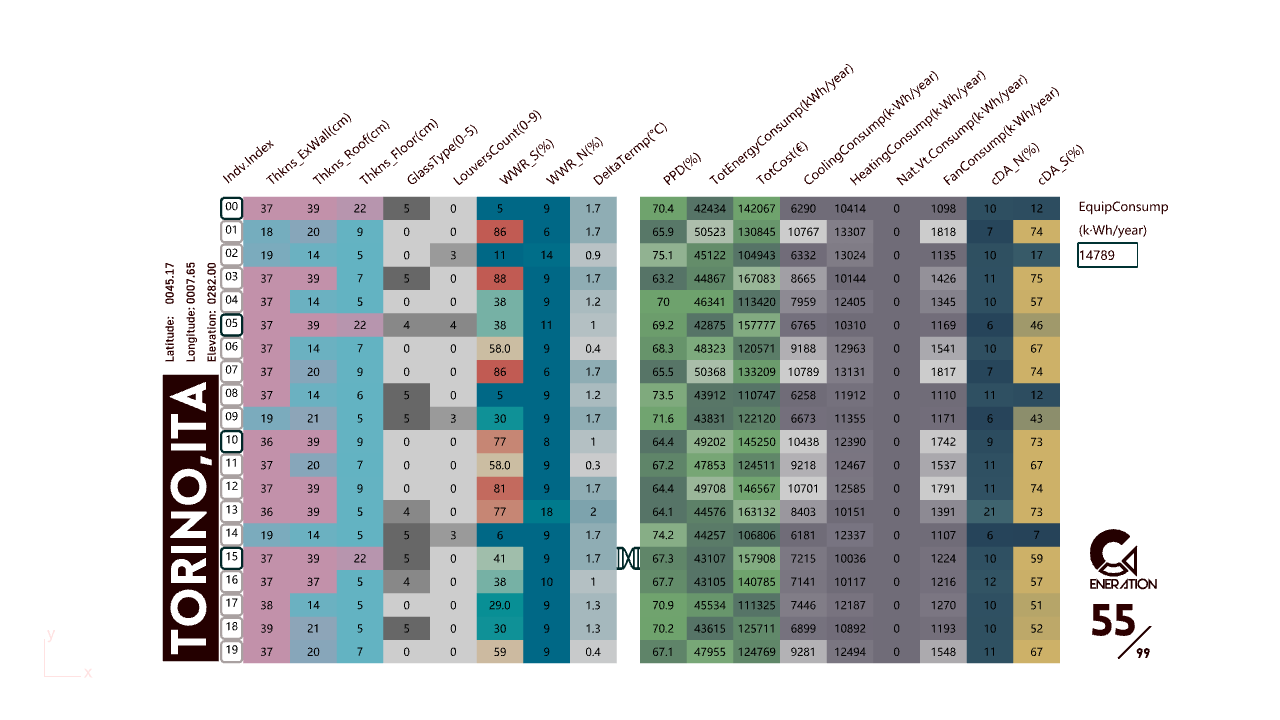 Indv.Index Thkns_ExWall(cm) Thkns_Roof(cm) Thkns_Floor(cm) GlassType(0-5) LouversCount(0-9) WWR_S(%) WWR_N(%) DeltaTermp(°C) PPD(%) TotEnergyConsump(kWh/year) TotCost(€) CoolingConsump(k·Wh/year) HeatingConsump(k·Wh/year) Nat.Vt.Consump(k·Wh/year) FanConsump(k·Wh/year) cDA_N(%) cDA_S(%)
00 37 39 22 5 0 5 9 1.7 70.4 42434 142067 6290 10414 0 1098 10 12
01 18 20 9 0 0 86 6 1.7 65.9 50523 130845 10767 13307 0 1818 7 74
02 19 14 5 0 3 11 14 0.9 75.1 45122 104943 6332 13024 0 1135 10 17
03 37 39 7 5 0 88 9 1.7 63.2 44867 167083 8665 10144 0 1426 11 75
04 37 14 5 0 0 38 9 1.2 70 46341 113420 7959 12405 0 1345 10 57
05 37 39 22 4 4 38 11 1 69.2 42875 157777 6765 10310 0 1169 6 46
06 37 14 7 0 0 58.0 9 0.4 68.3 48323 120571 9188 12963 0 1541 10 67
07 37 20 9 0 0 86 6 1.7 65.5 50368 133209 10789 13131 0 1817 7 74
08 37 14 6 5 0 5 9 1.2 73.5 43912 110747 6258 11912 0 1110 11 12
09 19 21 5 5 3 30 9 1.7 71.6 43831 122120 6673 11355 0 1171 6 43
10 36 39 9 0 0 77 8 1 64.4 49202 145250 10438 12390 0 1742 9 73
11 37 20 7 0 0 58.0 9 0.3 67.2 47853 124511 9218 12467 0 1537 11 67
12 37 39 9 0 0 81 9 1.7 64.4 49708 146567 10701 12585 0 1791 11 74
13 36 39 5 4 0 77 18 2 64.1 44576 163132 8403 10151 0 1391 21 73
14 19 14 5 5 3 6 9 1.7 74.2 44257 106806 6181 12337 0 1107 6 7
15 37 39 22 5 0 41 9 1.7 67.3 43107 157908 7215 10036 0 1224 10 59
16 37 37 5 4 0 38 10 1 67.7 43105 140785 7141 10117 0 1216 12 57
17 38 14 5 0 0 29.0 9 1.3 70.9 45534 111325 7446 12187 0 1270 10 51
18 39 21 5 5 0 30 9 1.3 70.2 43615 125711 6899 10892 0 1193 10 52
19 37 20 7 0 0 59 9 0.4 67.1 47955 124769 9281 12494 0 1548 11 67
Latitude: 0045.17
Longitude: 0007.65
Elevation: 0282.00
TORINO,ITA
EquipConsump
(k·Wh/year)
14789
ENERATION
55/99
y
x